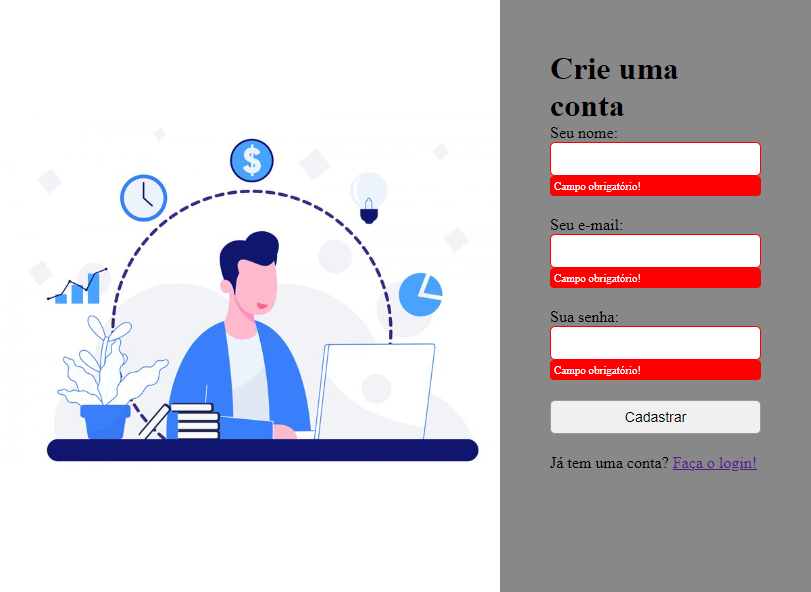 $
Crie uma
conta
Seu nome:
Campo obrigatório!
Seu e-mail:
Campo obrigatório!
Sua senha:
Campo obrigatório!
Cadastrar
Já tem uma conta? Faça o login!